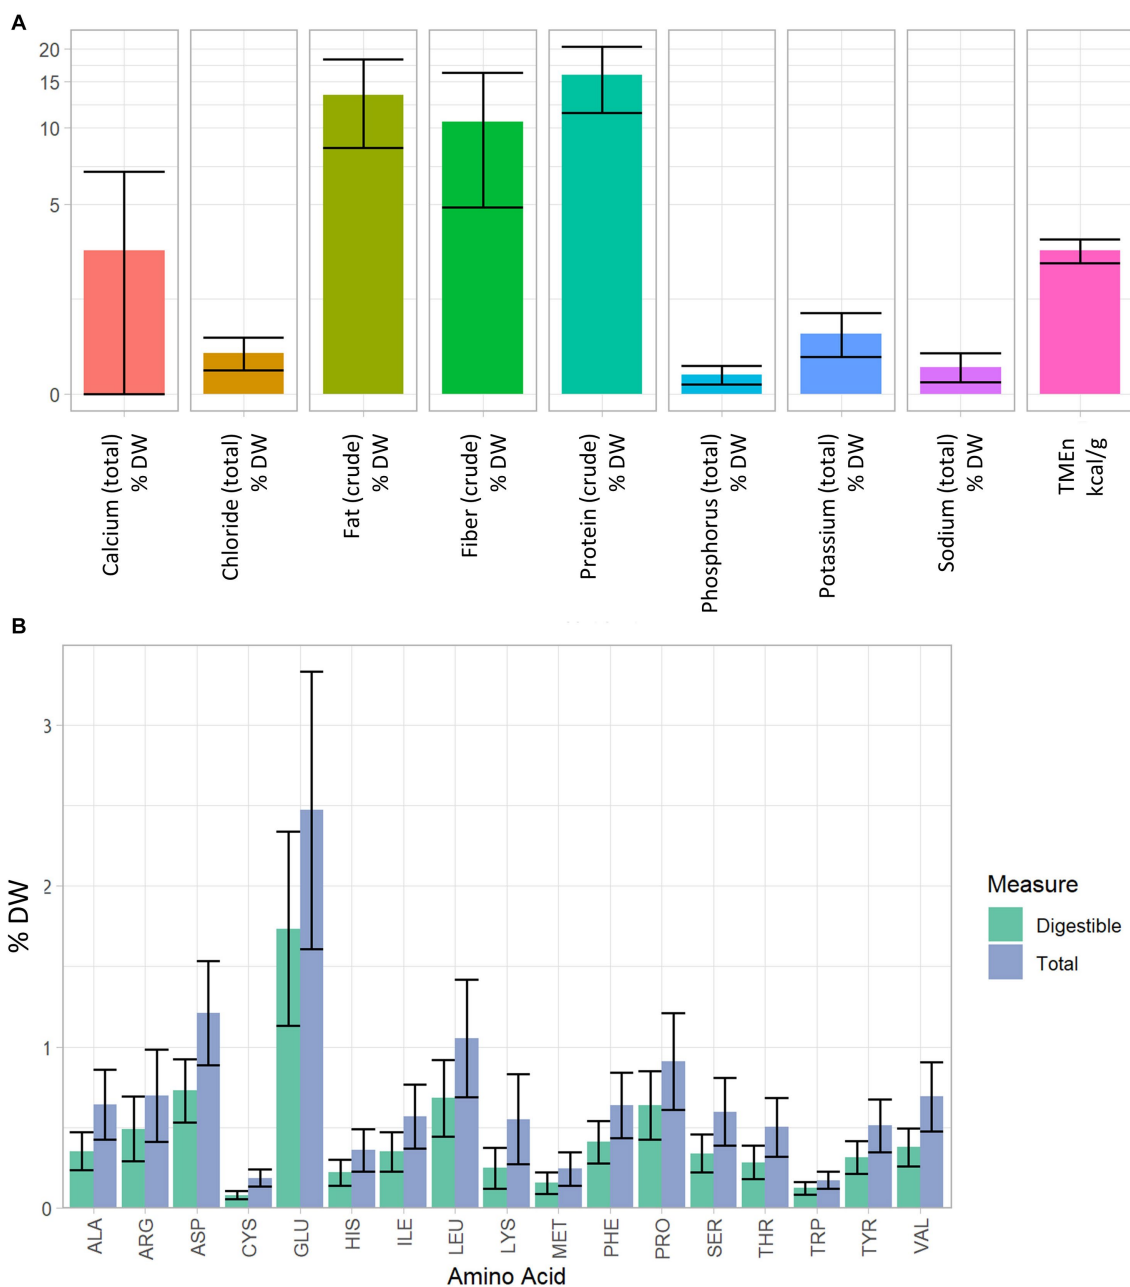 A
20
15
10
5
0
Calcium (total)
% DW
Chloride (total)
% DW
Fat (crude)
% DW
Fiber (crude)
% DW
Protein (crude)
% DW
Phosphorus (total)
% DW
Potassium (total)
% DW
Sodium (total)
% DW
TMEn
kcal/g
B
3
2
1
0
% DW
ALA
ARG
ASP
CYS
GLU
HIS
ILE
LEU
LYS
MET
PHE
PRO
SER
THR
TRP
TYR
VAL
Amino Acid
Measure
Digestible
Total